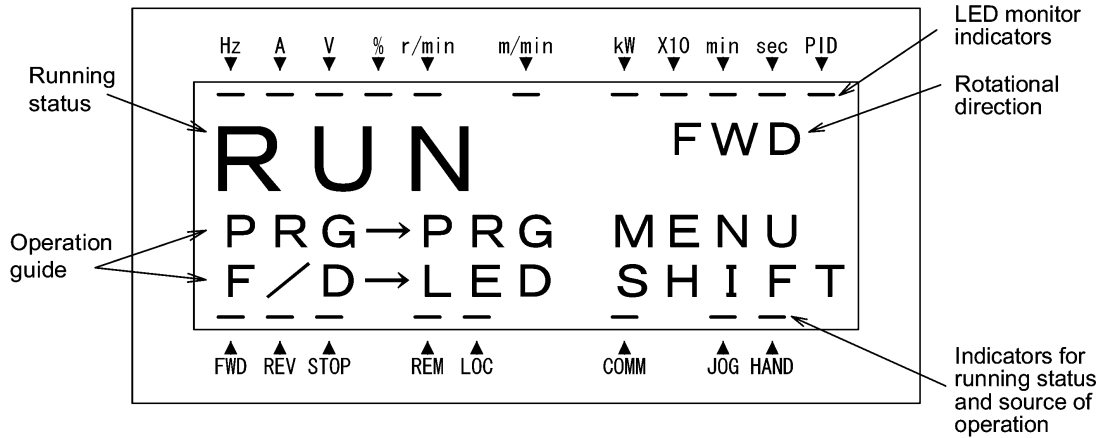 LED monitor
indicators
Hz A V % r/min m/min kW X10 min sec PID
Running
status
Rotational
direction
RUN FWD
PRG→PRG MENU
Operation
guide
F/D→LED SHIFT
FWD REV STOP REM LOC COMM JOG HAND
Indicators for
running status
and source of
operation